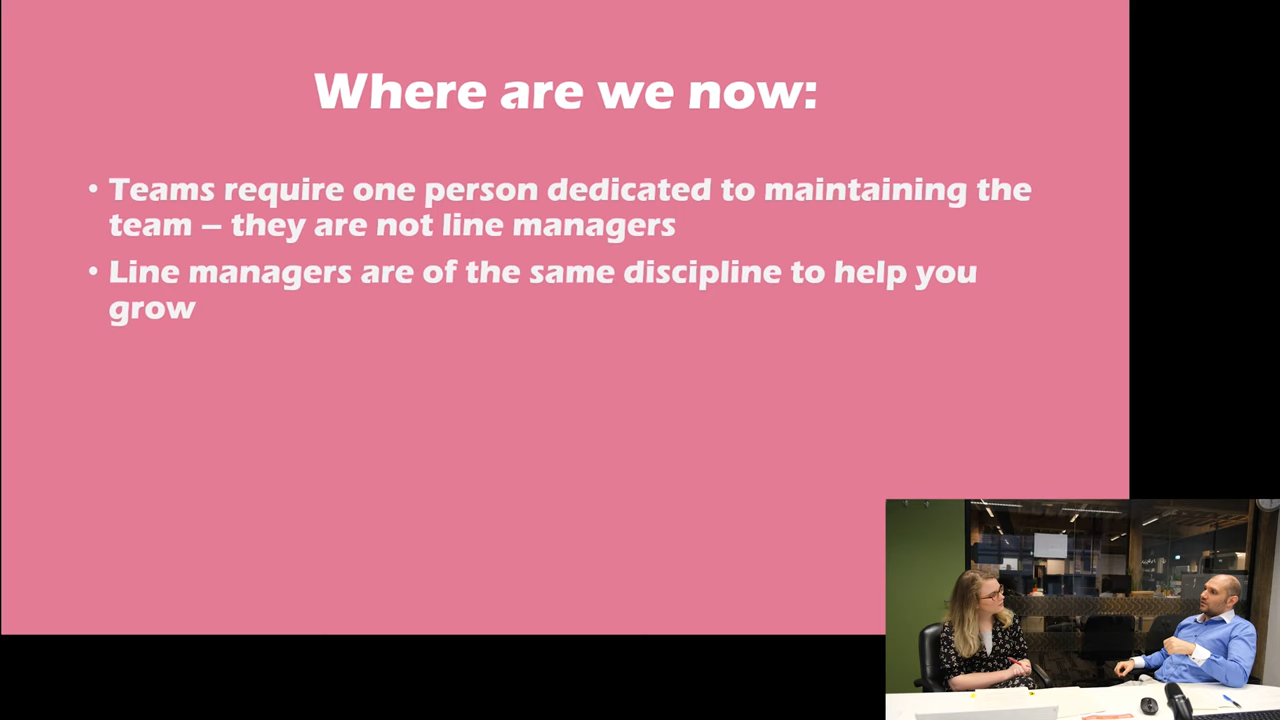 Where are we now:
• Teams require one person dedicated to maintaining the
team – they are not line managers
• Line managers are of the same discipline to help you
grow